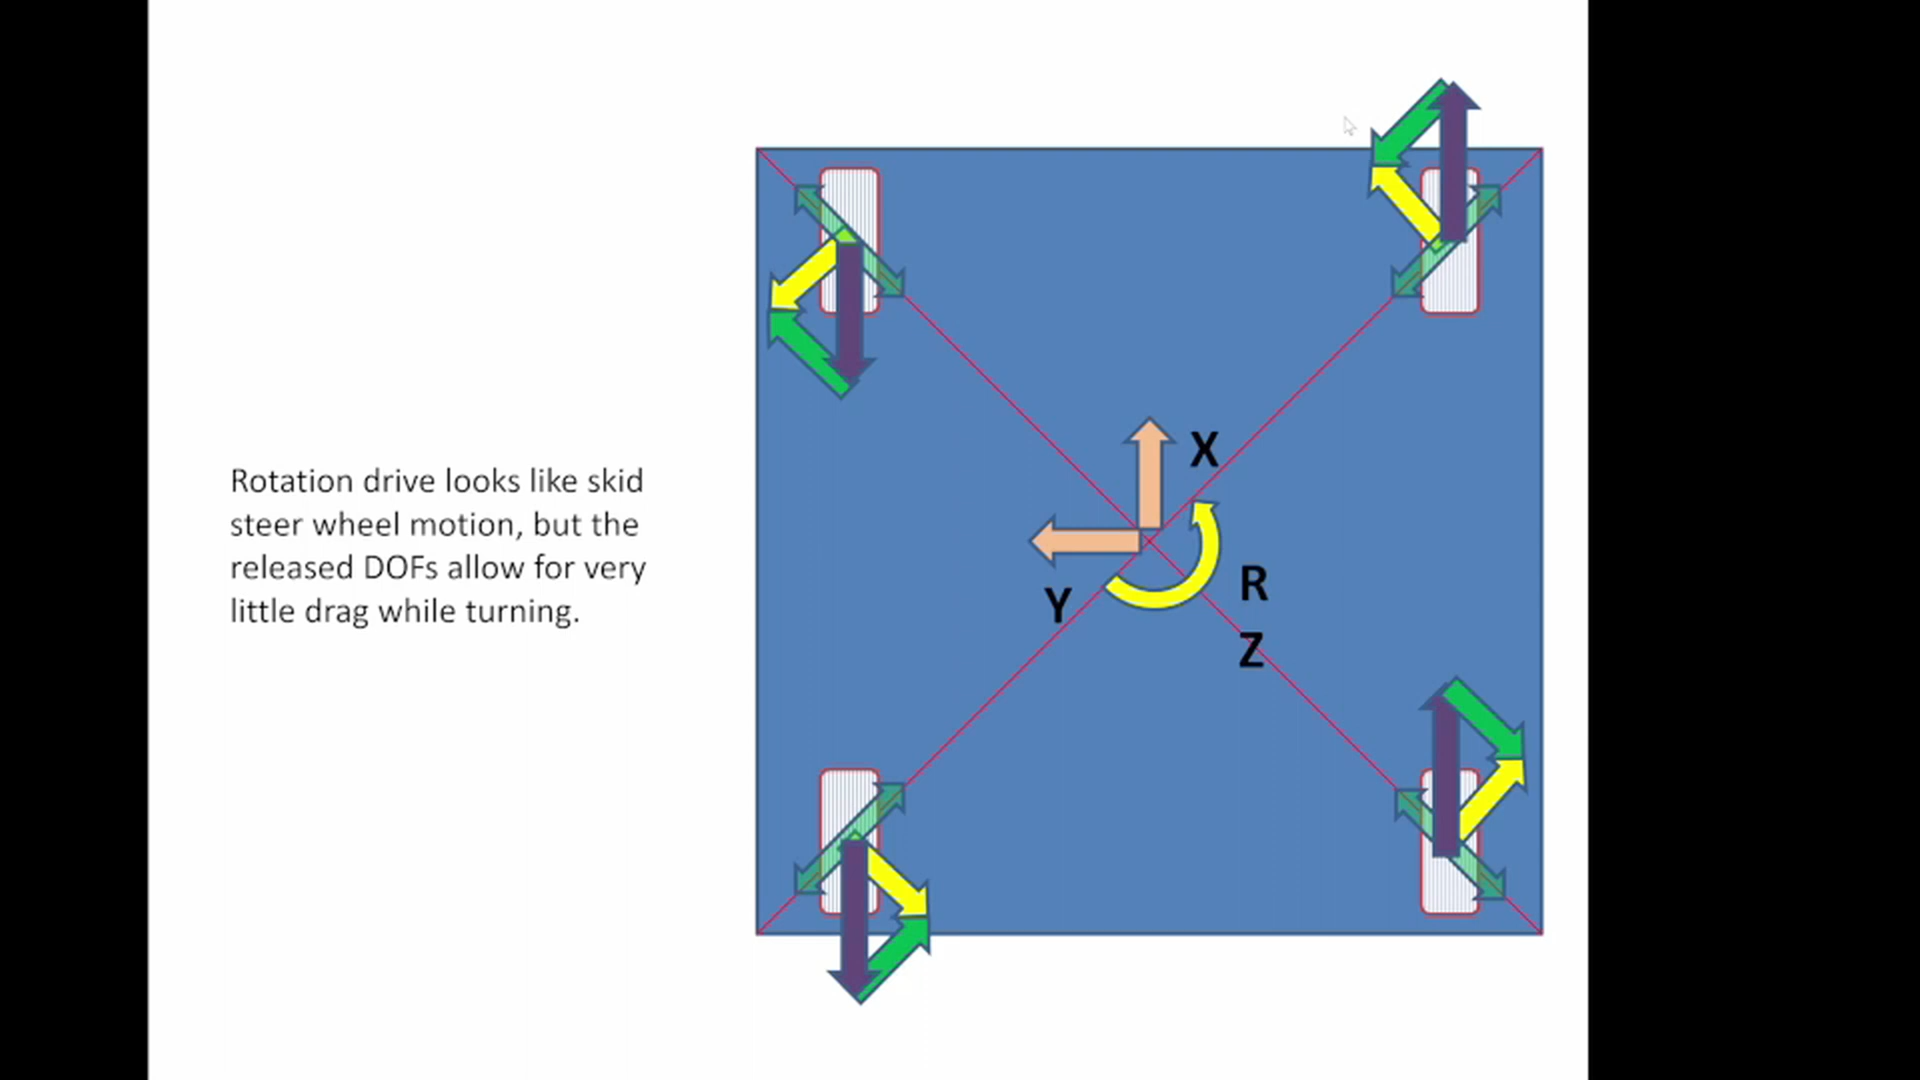 Rotation drive looks like skid
steer wheel motion, but the
released DOFs allow for very
little drag while turning.
X
Y
R
Z